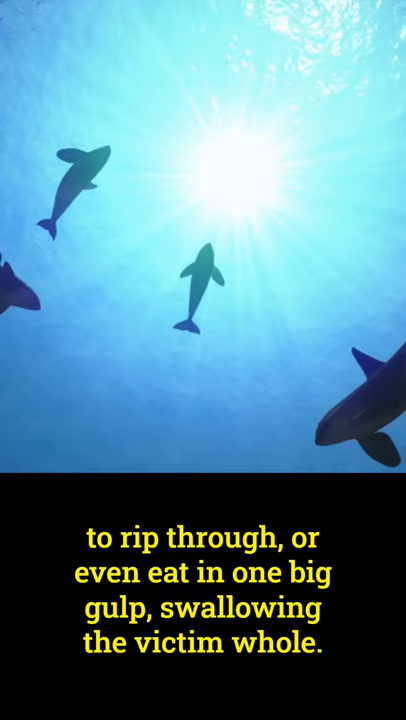 to rip through, or
even eat in one big
gulp, swallowing
the victim whole.